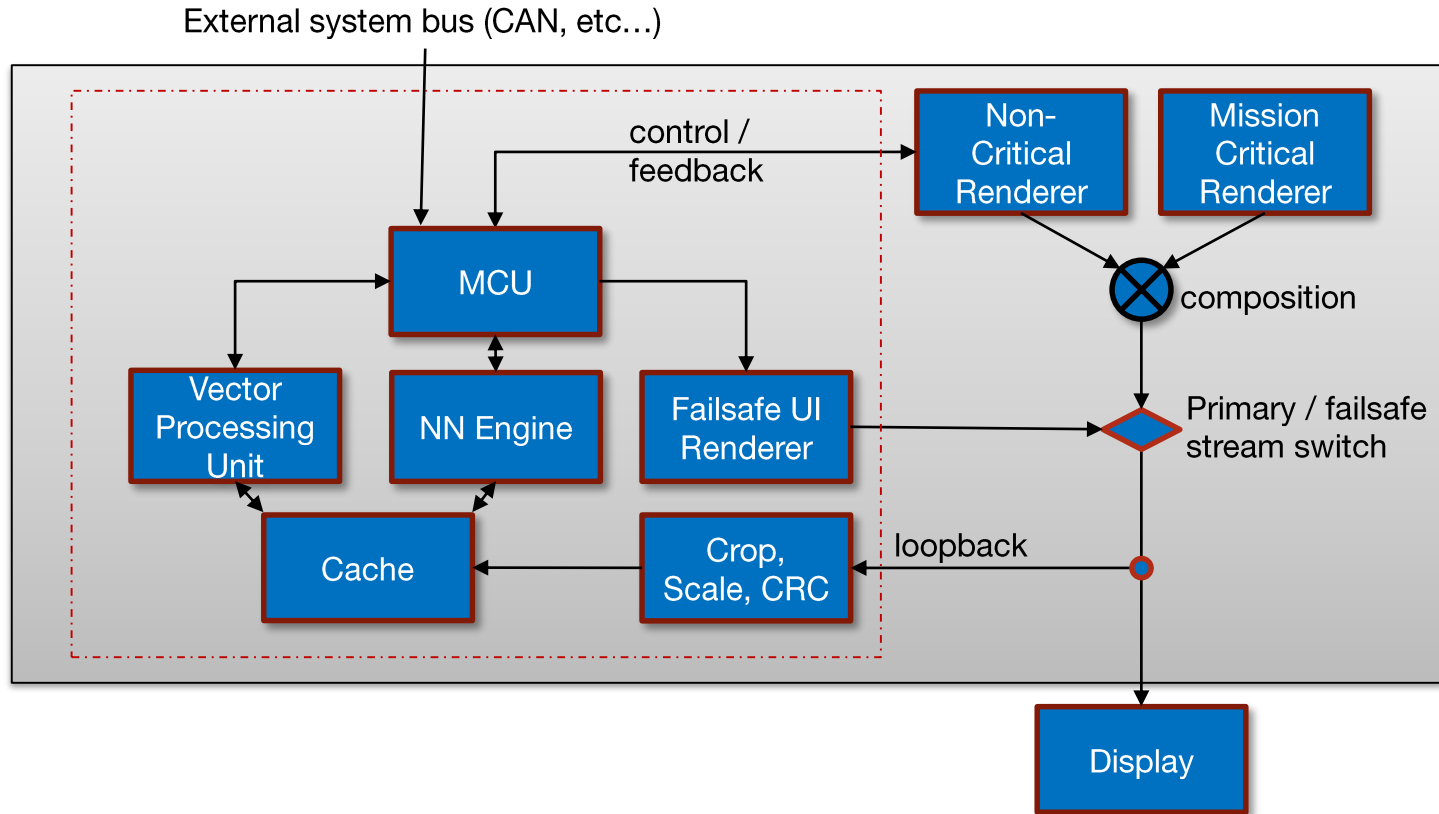 External system bus (CAN, etc…)
control /
feedback
Non-
Critical
Renderer
Mission
Critical
Renderer
MCU
composition
Vector
Processing
Unit
NN Engine
Failsafe UI
Renderer
Primary / failsafe
stream switch
Cache
Crop,
Scale, CRC
loopback
Display